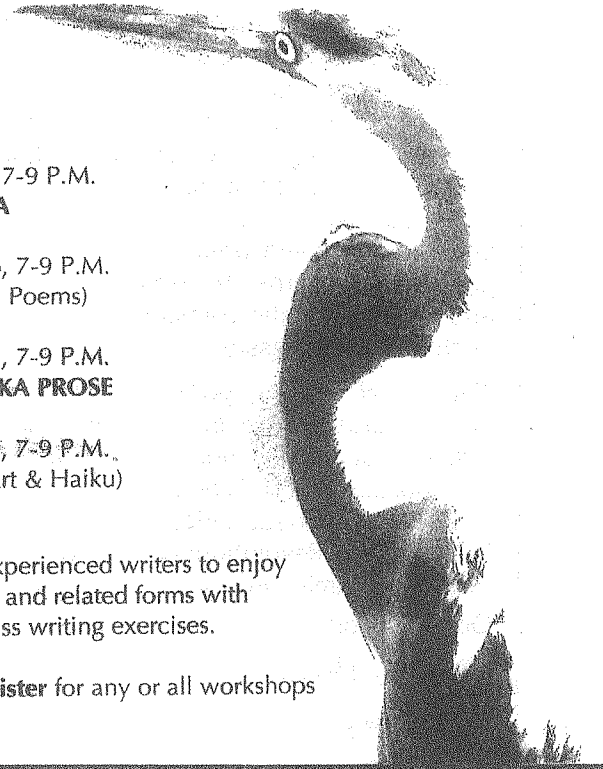 7-9 P.M.
A
, 7-9 P.M.
Poems)
, 7-9 P.M.
KA PROSE
, 7-9 P.M.
rt & Haiku)
xperienced writers to enjoy
and related forms with
ss writing exercises.
ister for any or all workshops